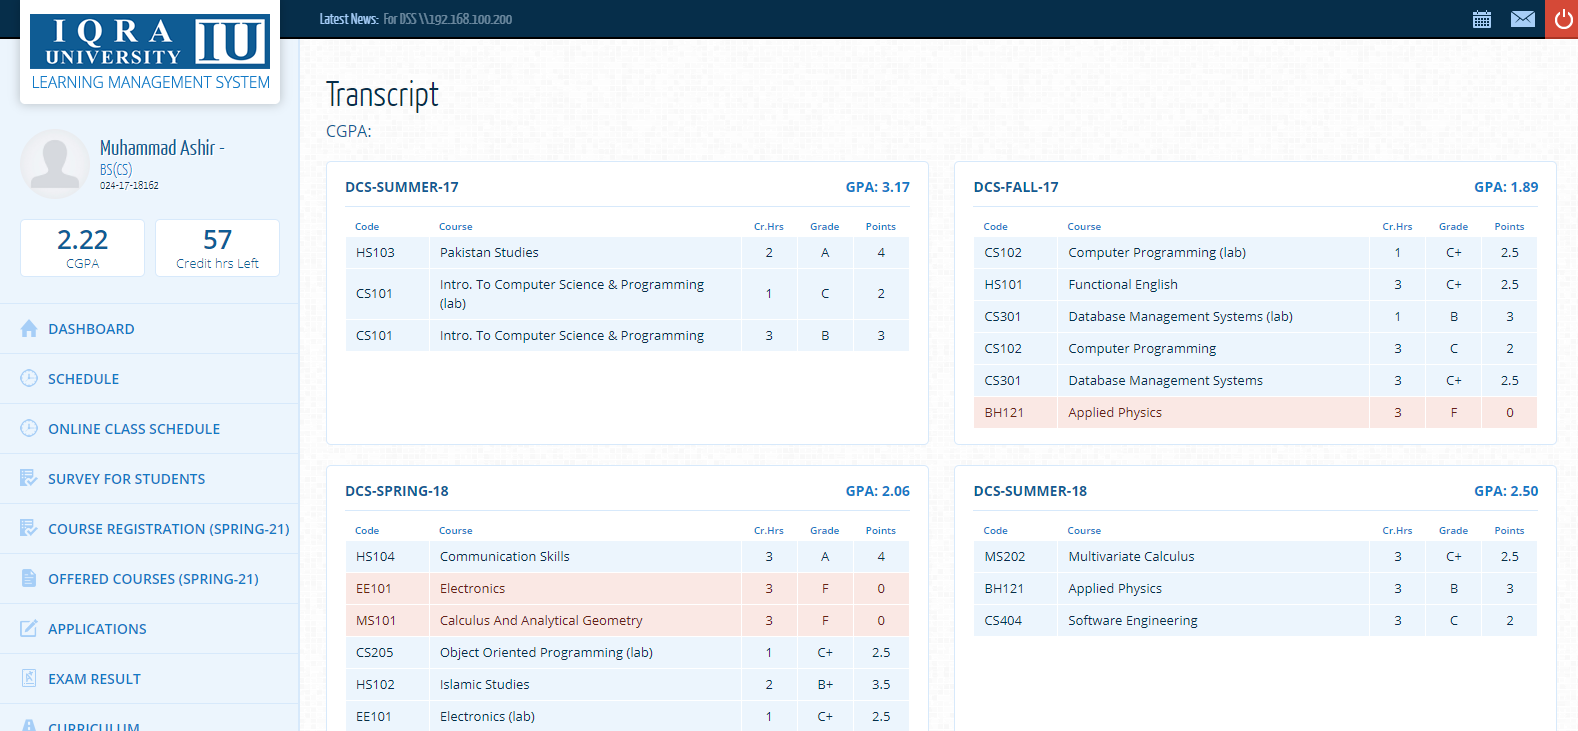 IQRA
UNIVERSITY IU
LEARNING MANAGEMENT SYSTEM
Latest News: For DSS \\192.168.100.200
Muhammad Ashir -
BS(CS)
024-17-18162
2.22
CGPA
57
Credit hrs Left
DASHBOARD
SCHEDULE
ONLINE CLASS SCHEDULE
SURVEY FOR STUDENTS
COURSE REGISTRATION (SPRING-21)
OFFERED COURSES (SPRING-21)
APPLICATIONS
EXAM RESULT
CURRICULUM
Transcript
CGPA:
DCS-SUMMER-17 GPA: 3.17
Code Course Cr.Hrs Grade Points
HS103 Pakistan Studies 2 A 4
CS101 Intro. To Computer Science & Programming
(lab) 1 C 2
CS101 Intro. To Computer Science & Programming 3 B 3
DCS-FALL-17 GPA: 1.89
Code Course Cr.Hrs Grade Points
CS102 Computer Programming (lab) 1 C+ 2.5
HS101 Functional English 3 C+ 2.5
CS301 Database Management Systems (lab) 1 B 3
CS102 Computer Programming 3 C 2
CS301 Database Management Systems 3 C+ 2.5
BH121 Applied Physics 3 F 0
DCS-SPRING-18 GPA: 2.06
Code Course Cr.Hrs Grade Points
HS104 Communication Skills 3 A 4
EE101 Electronics 3 F 0
MS101 Calculus And Analytical Geometry 3 F 0
CS205 Object Oriented Programming (lab) 1 C+ 2.5
HS102 Islamic Studies 2 B+ 3.5
EE101 Electronics (lab) 1 C+ 2.5
DCS-SUMMER-18 GPA: 2.50
Code Course Cr.Hrs Grade Points
MS202 Multivariate Calculus 3 C+ 2.5
BH121 Applied Physics 3 B 3
CS404 Software Engineering 3 C 2